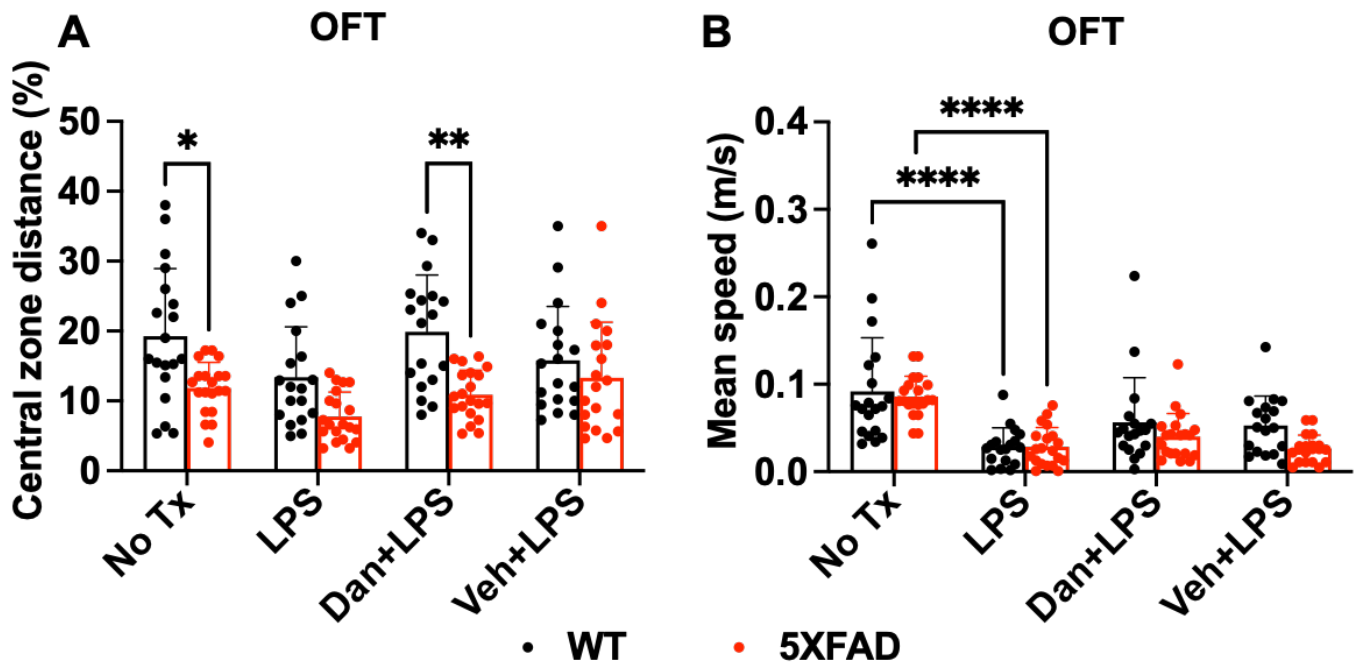 A
OFT
Central zone distance (%)
50
40
30
20
10
0
*
**
No Tx
LPS
Dan+LPS
Veh+LPS
B
OFT
Mean speed (m/s)
0.4
0.3
0.2
0.1
0.0
****
****
No Tx
LPS
Dan+LPS
Veh+LPS
WT
5XFAD